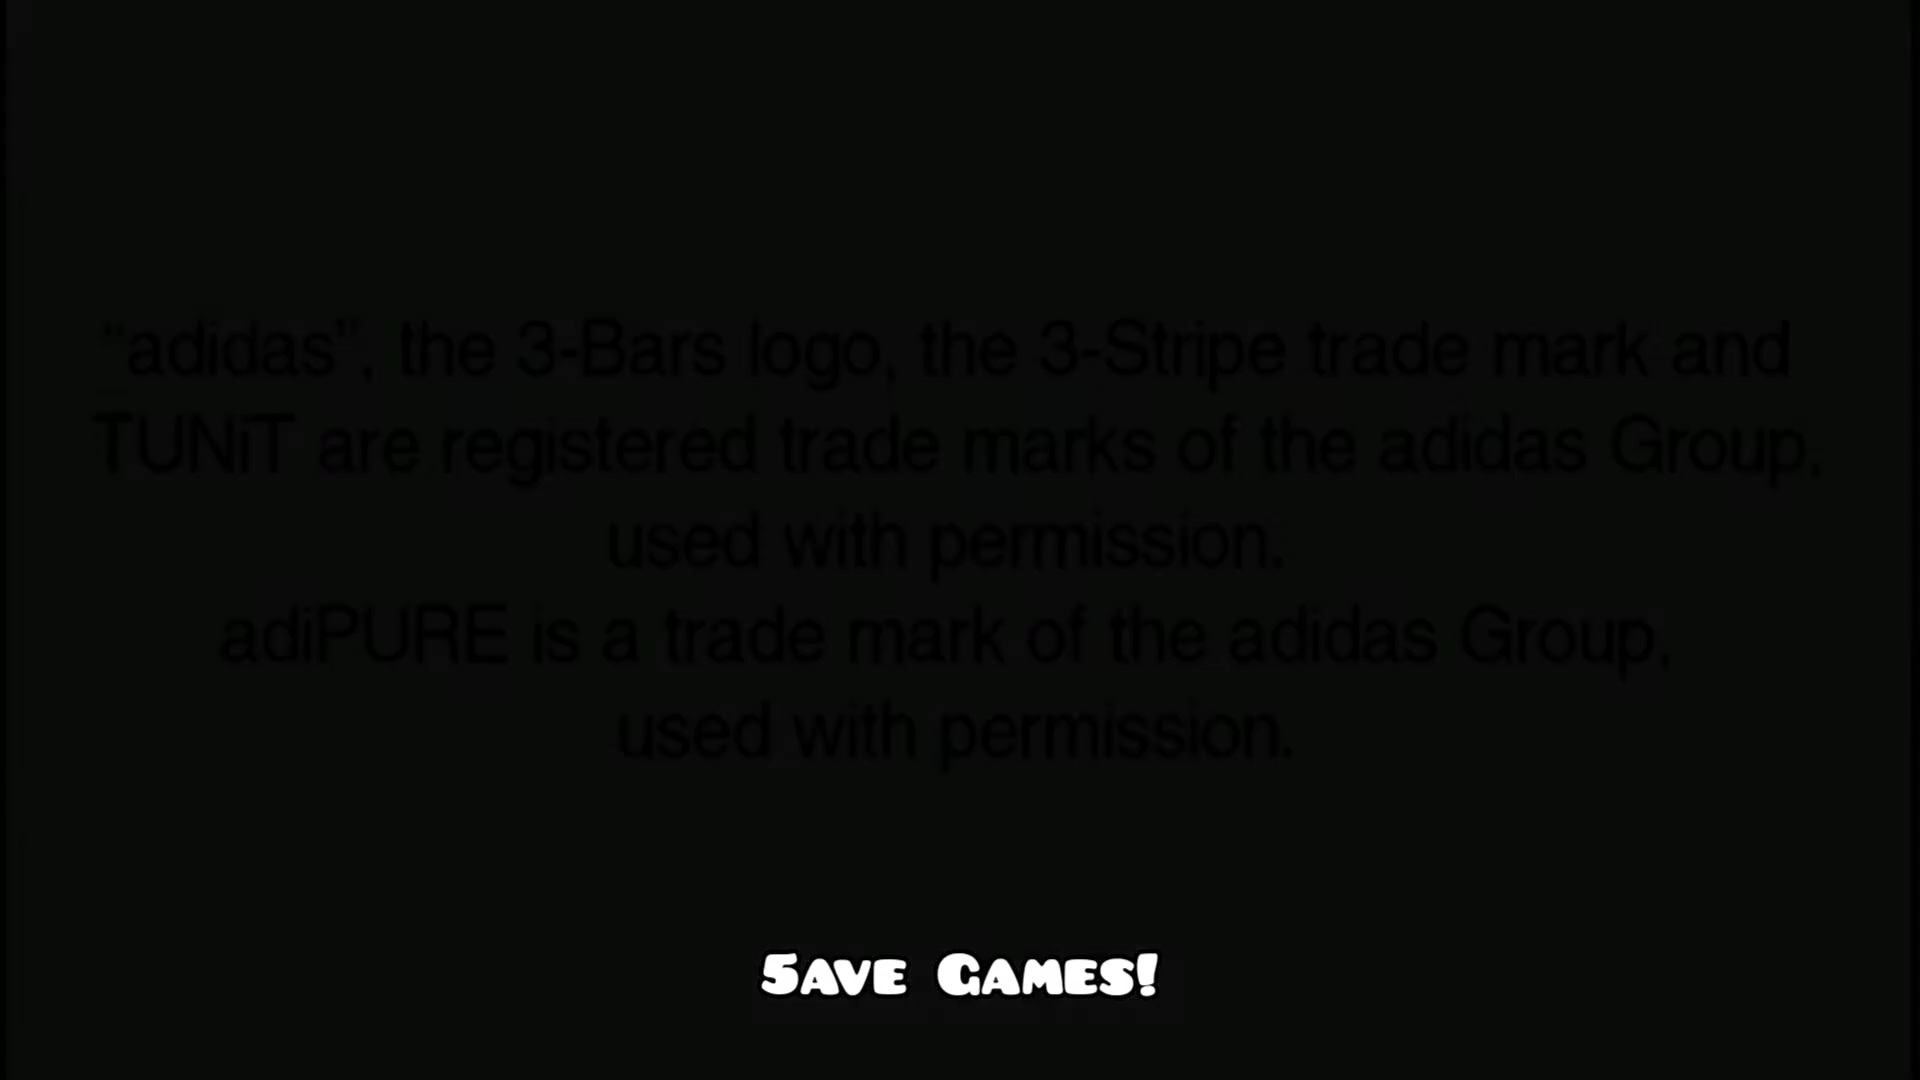 “adidas”, the 3-Bars logo, the 3-Stripe trade mark and
TUNiT are registered trade marks of the adidas Group,
used with permission.
adiPURE is a trade mark of the adidas Group,
used with permission.
5ave Games!